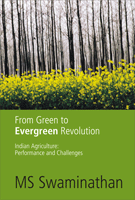 From Green to
Evergreen Revolution
Indian Agriculture:
Performance and Challenges
MS Swaminathan